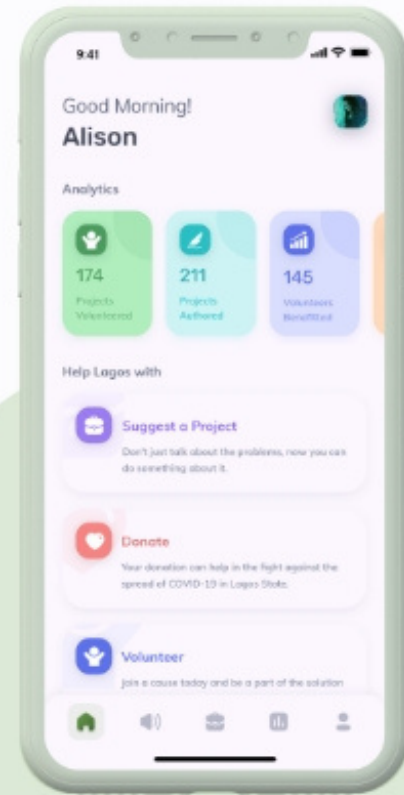 9:41
Good Morning!
Alison
Analytics
174
Projects
Volunteered
211
Projects
Authored
145
Volunteers
Benefitted
Help Lagos with
Suggest a Project
Don't just talk about the problems, now you can
do something about it.
Donate
Your donation can help in the fight against the
spread of COVID-19 in Lagos State.
Volunteer
Join a cause today and be a part of the solution